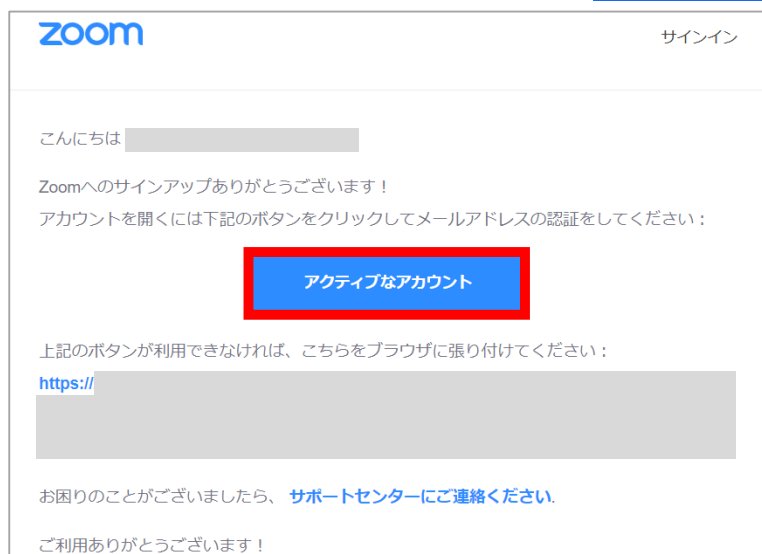 zoom
サインイン
こんにちは
Zoomへのサインアップありがとうございます！
アカウントを開くには下記のボタンをクリックしてメールアドレスの認証をしてください：
アクティブなアカウント
上記のボタンが利用できなければ、こちらをブラウザに張り付けてください：
https://
お困りのことがございましたら、 サポートセンターにご連絡ください.
ご利用ありがとうございます！